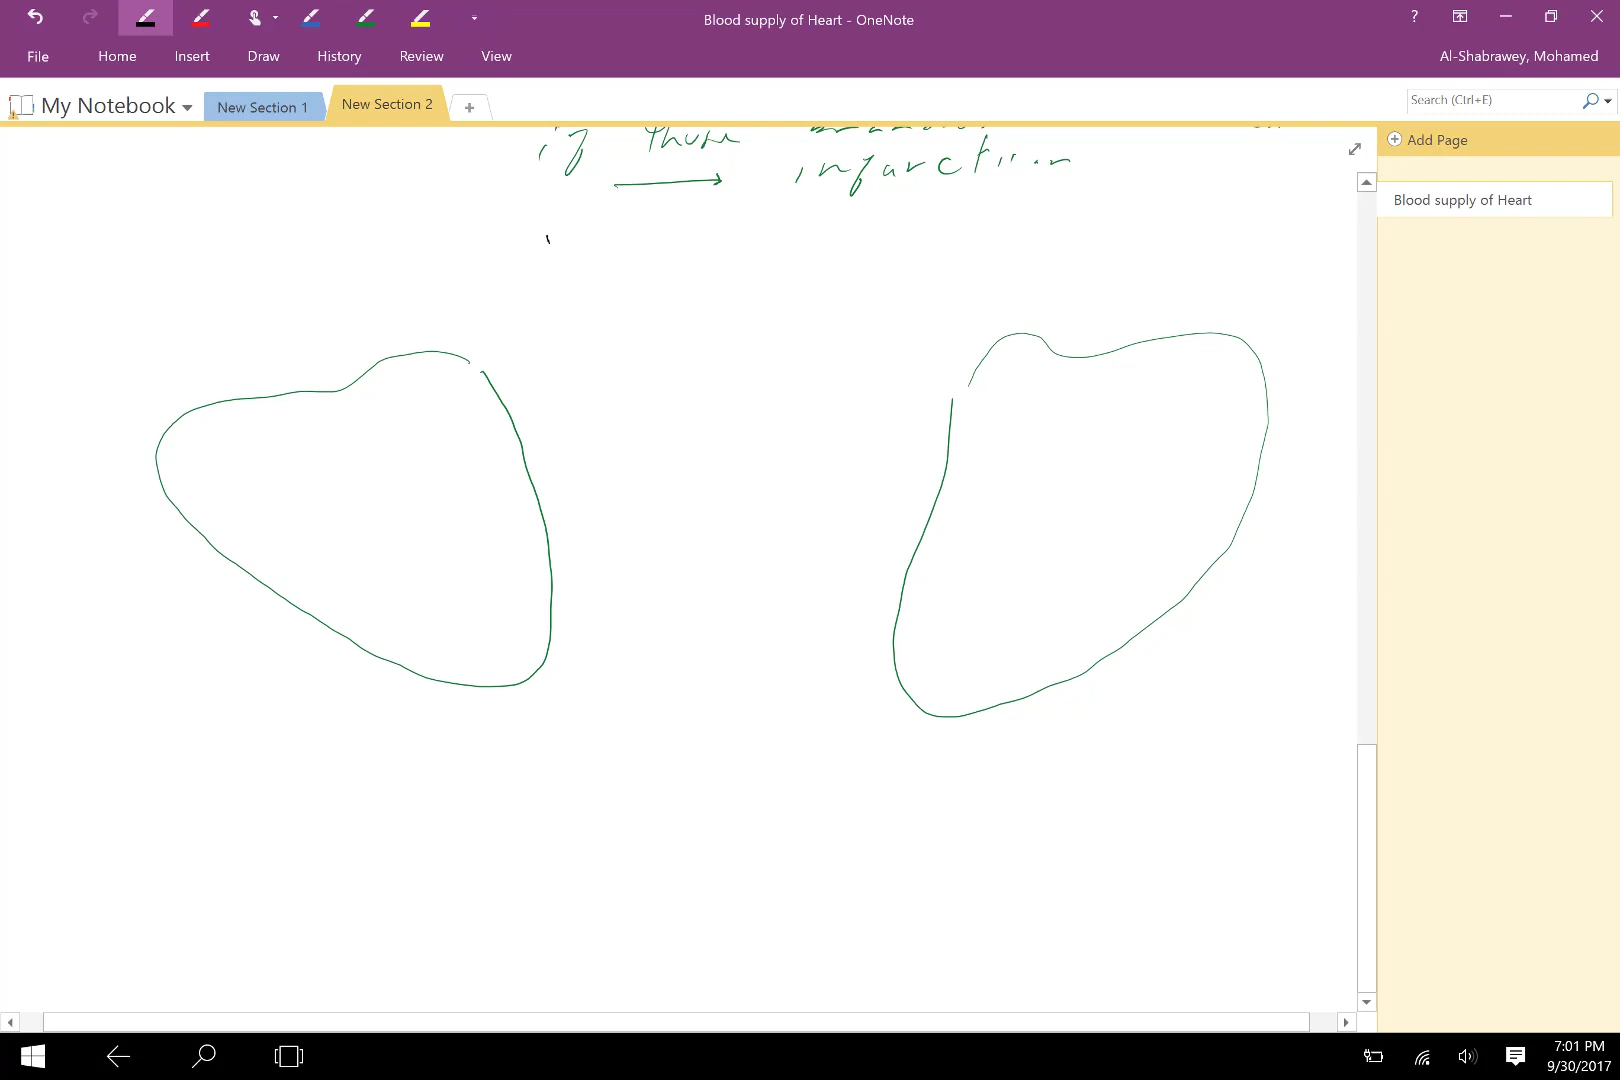 Blood supply of Heart - OneNote
?
File Home Insert Draw History Review View
Al-Shabrawey, Mohamed
My Notebook New Section 1 New Section 2 +
Search (Ctrl+E)
Add Page
if
infarction
Blood supply of Heart
7:01 PM
9/30/2017